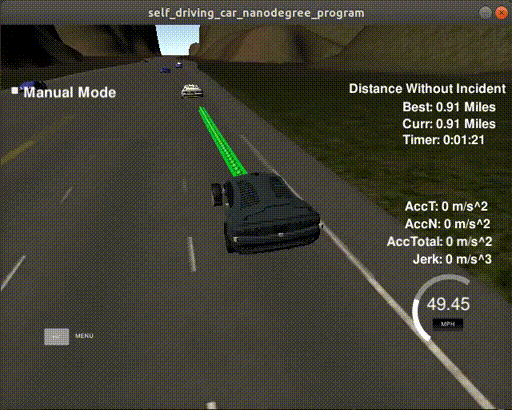 self_driving_car_nanodegree_program
Manual Mode
Distance Without Incident
Best: 0.91 Miles
Curr: 0.91 Miles
Timer: 0:01:21
AccT: 0 m/s^2
AccN: 0 m/s^2
AccTotal: 0 m/s^2
Jerk: 0 m/s^3
49.45
MPH
MENU